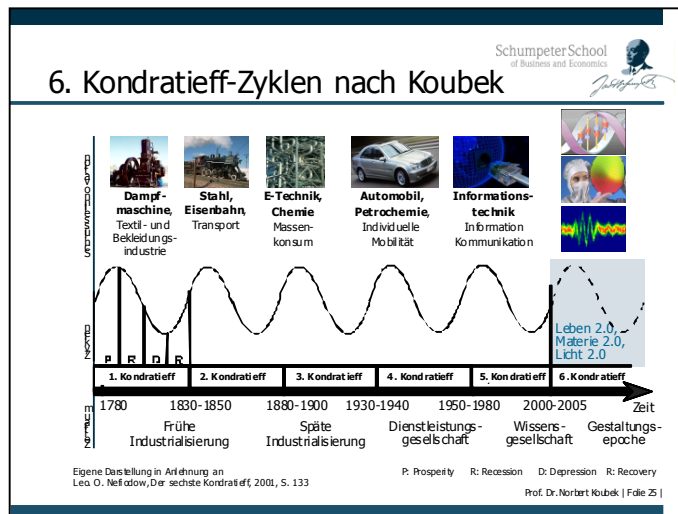 Schumpeter School
of Business and Economics
6. Kondratieff-Zyklen nach Koubek
Dampf-
maschine,
Textil- und
Bekleidungs-
industrie
Stahl,
Eisenbahn,
Transport
E-Technik,
Chemie
Massen-
konsum
Automobil,
Petrochemie,
Individuelle
Mobilität
Informations-
technik
Information
Kommunikation
Leben 2.0,
Materie 2.0,
Licht 2.0
P R D R
1. Kondratieff
2. Kondratieff
3. Kondratieff
4. Kondratieff
5. Kondratieff
6. Kondratieff
1780
1830-1850
1880-1900
1930-1940
1950-1980
2000-2005
Zeit
Frühe
Industrialisierung
Späte
Industrialisierung
Dienstleistungs-
gesellschaft
Wissens-
gesellschaft
Gestaltungs-
epoche
Eigene Darstellung in Anlehnung an
Leo. O. Nefiodow, Der sechste Kondratieff, 2001, S. 133
P: Prosperity R: Recession D: Depression R: Recovery
Prof. Dr. Norbert Koubek | Folie 25 |